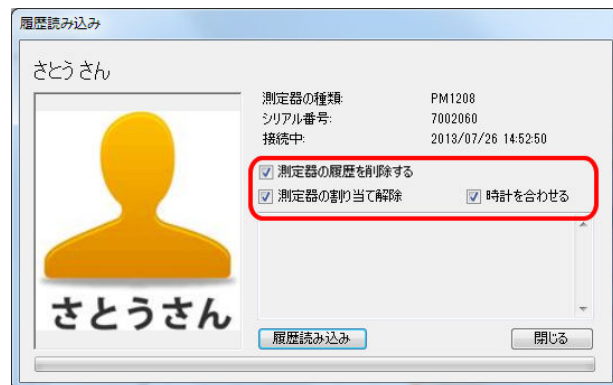 履歴読み込み
さとうさん
測定器の種類: PM1208
シリアル番号: 7002060
接続中: 2013/07/26 14:52:50
測定器の履歴を削除する
測定器の割り当て解除 時計を合わせる
さとうさん
履歴読み込み 閉じる